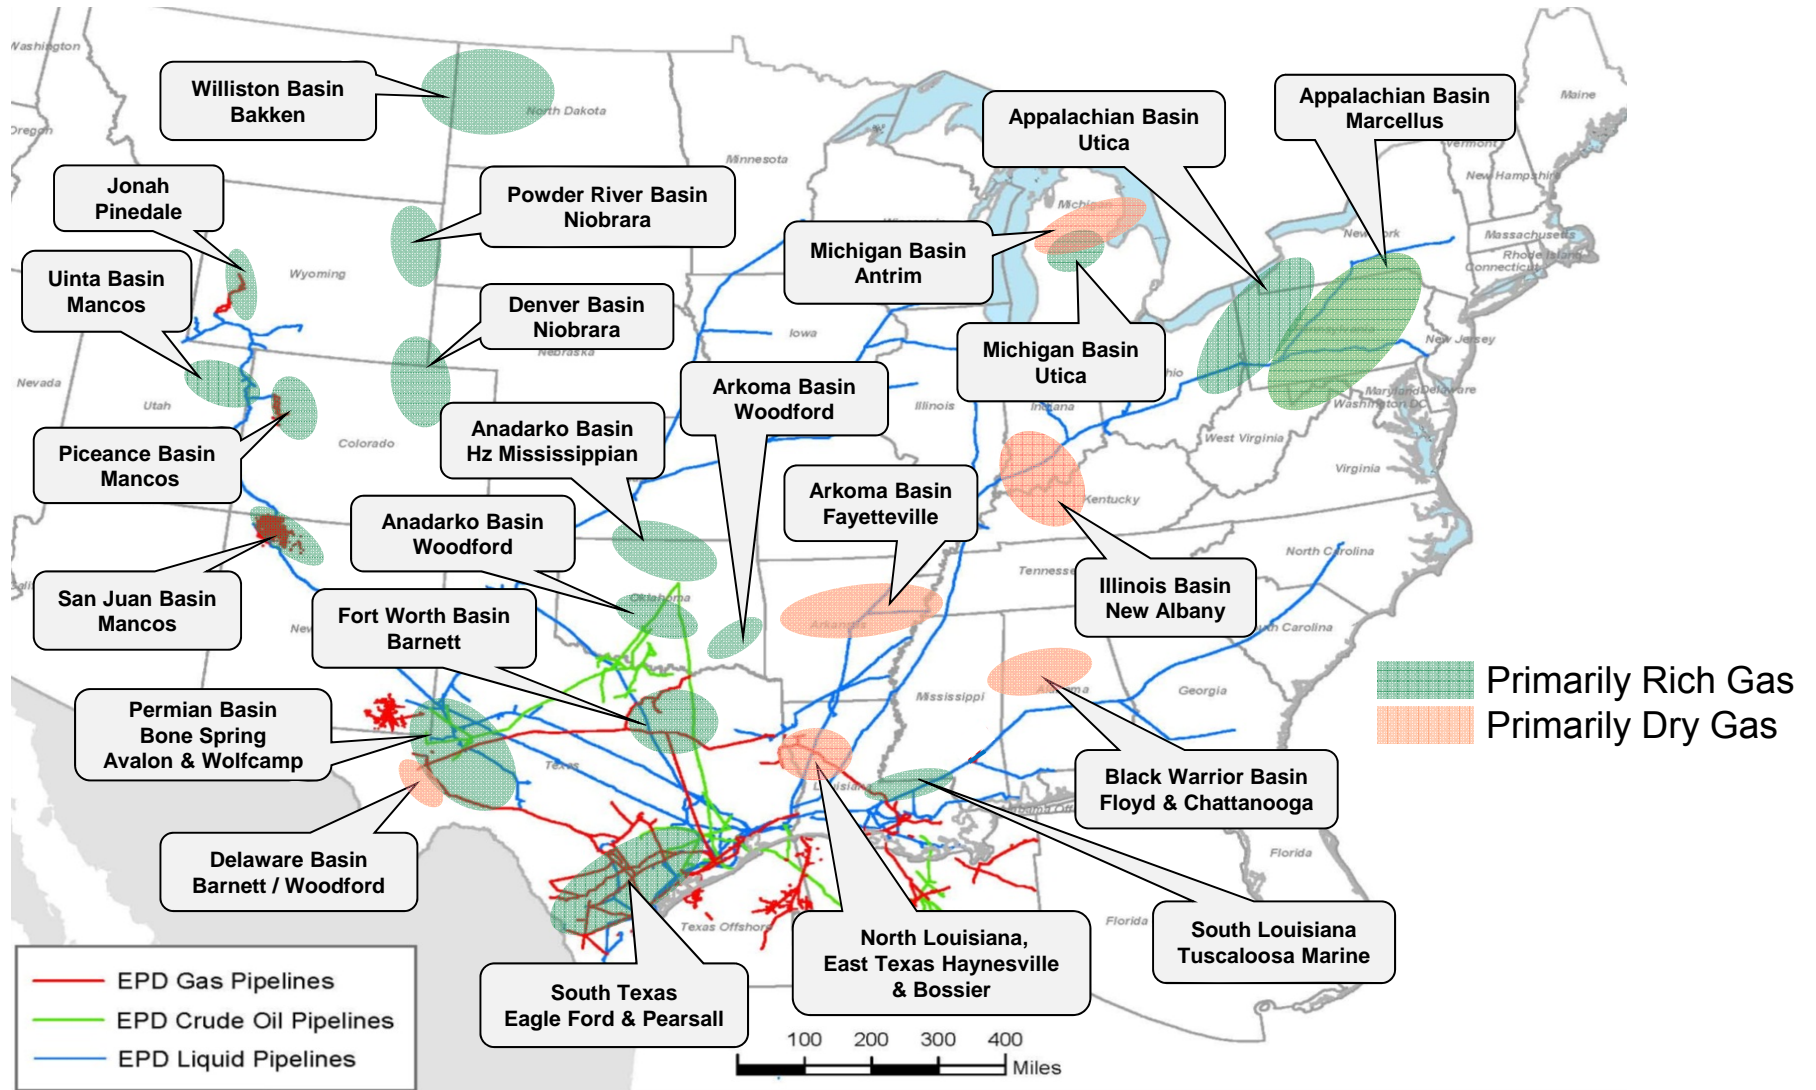 Washington
Oregon
Nevada
Utah
Wyoming
Colorado
North Dakota
Nebraska
Minnesota
Iowa
Illinois
Indiana
Michigan
Kentucky
Oklahoma
Arkansas
Texas
Mississippi
Alabama
Georgia
Florida
Florida
Texas Offshore
North Carolina
Virginia
West Virginia
Maryland
Delaware
Washington DC
New Jersey
New York
Connecticut
Rhode Island
Massachusetts
New Hampshire
Vermont
Maine
Williston Basin
Bakken
Jonah
Pinedale
Powder River Basin
Niobrara
Uinta Basin
Mancos
Denver Basin
Niobrara
Piceance Basin
Mancos
San Juan Basin
Mancos
Anadarko Basin
Hz Mississippian
Anadarko Basin
Woodford
Arkoma Basin
Woodford
Arkoma Basin
Fayetteville
Fort Worth Basin
Barnett
Permian Basin
Bone Spring
Avalon & Wolfcamp
Delaware Basin
Barnett / Woodford
South Texas
Eagle Ford & Pearsall
North Louisiana,
East Texas Haynesville
& Bossier
South Louisiana
Tuscaloosa Marine
Black Warrior Basin
Floyd & Chattanooga
Illinois Basin
New Albany
Michigan Basin
Antrim
Michigan Basin
Utica
Appalachian Basin
Utica
Appalachian Basin
Marcellus
Primarily Rich Gas
Primarily Dry Gas
EPD Gas Pipelines
EPD Crude Oil Pipelines
EPD Liquid Pipelines
100 200 300 400
Miles